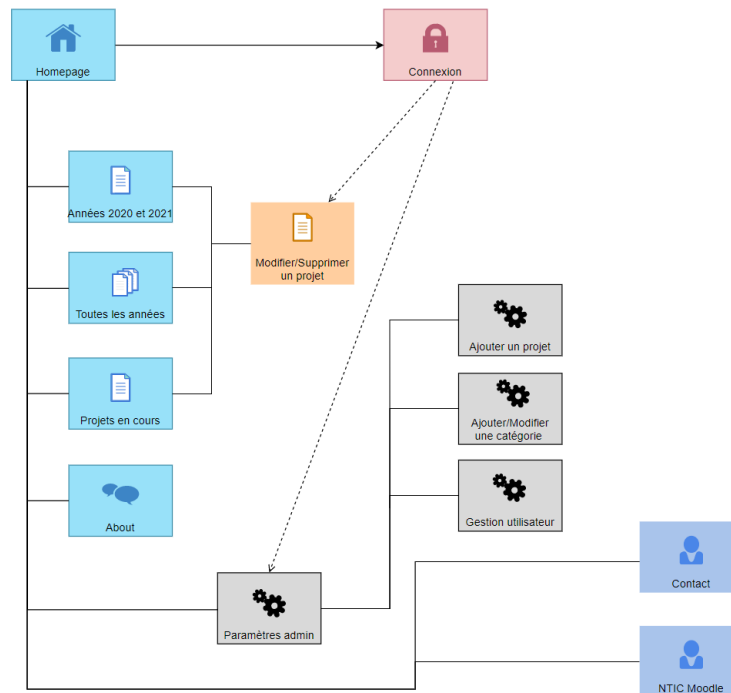 Homepage
Connexion
Années 2020 et 2021
Modifier/Supprimer
un projet
Toutes les années
Ajouter un projet
Projets en cours
Ajouter/Modifier
une catégorie
Gestion utilisateur
About
Contact
Paramètres admin
NTIC Moodle